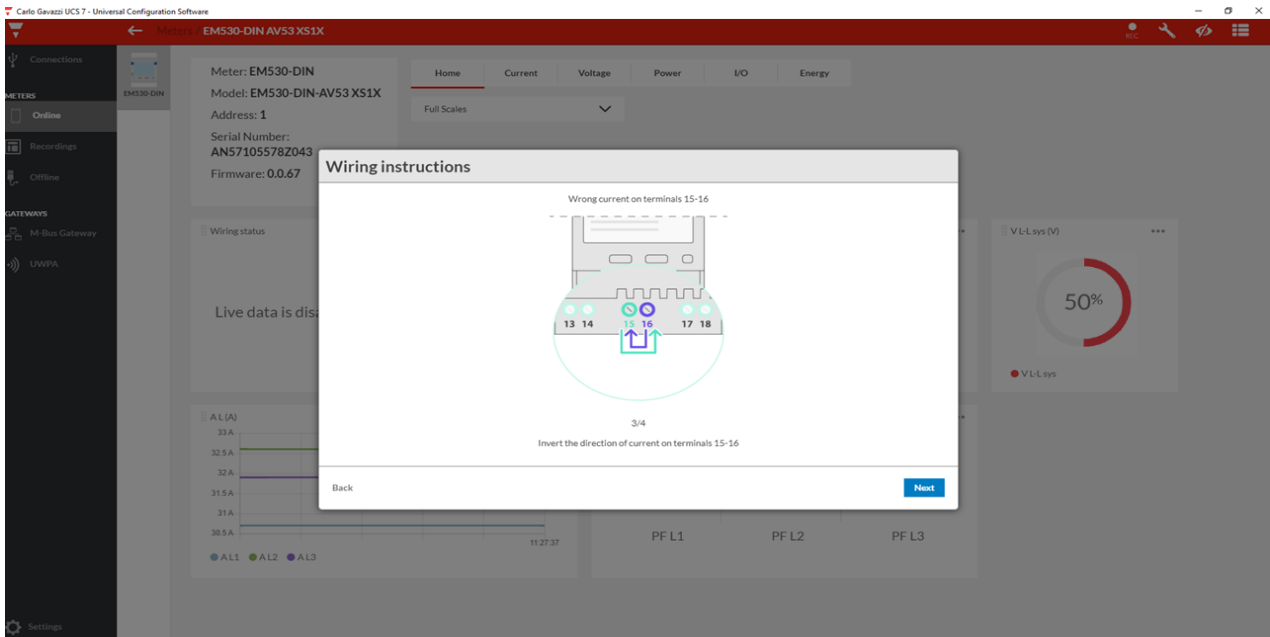 Carlo Gavazzi UCS 7 - Universal Configuration Software
Meters / EM530-DIN AV53 XS1X
REC
Connections
METERS
Online
Recordings
Offline
GATEWAYS
M-Bus Gateway
UWPA
Settings
EM530-DIN
Meter: EM530-DIN
Model: EM530-DIN-AV53 XS1X
Address: 1
Serial Number:
AN57105578Z043
Firmware: 0.0.67
Home Current Voltage Power I/O Energy
Full Scales
Wiring instructions
Wrong current on terminals 15-16
13 14 15 16 17 18
3/4
Invert the direction of current on terminals 15-16
Back
Next
Wiring status
Live data is disa
V L-L sys (V)
50%
V L-L sys
A L (A)
33 A
32.5 A
32 A
31.5 A
31 A
30.5 A
11:27:37
A L1 A L2 A L3
PF L1 PF L2 PF L3